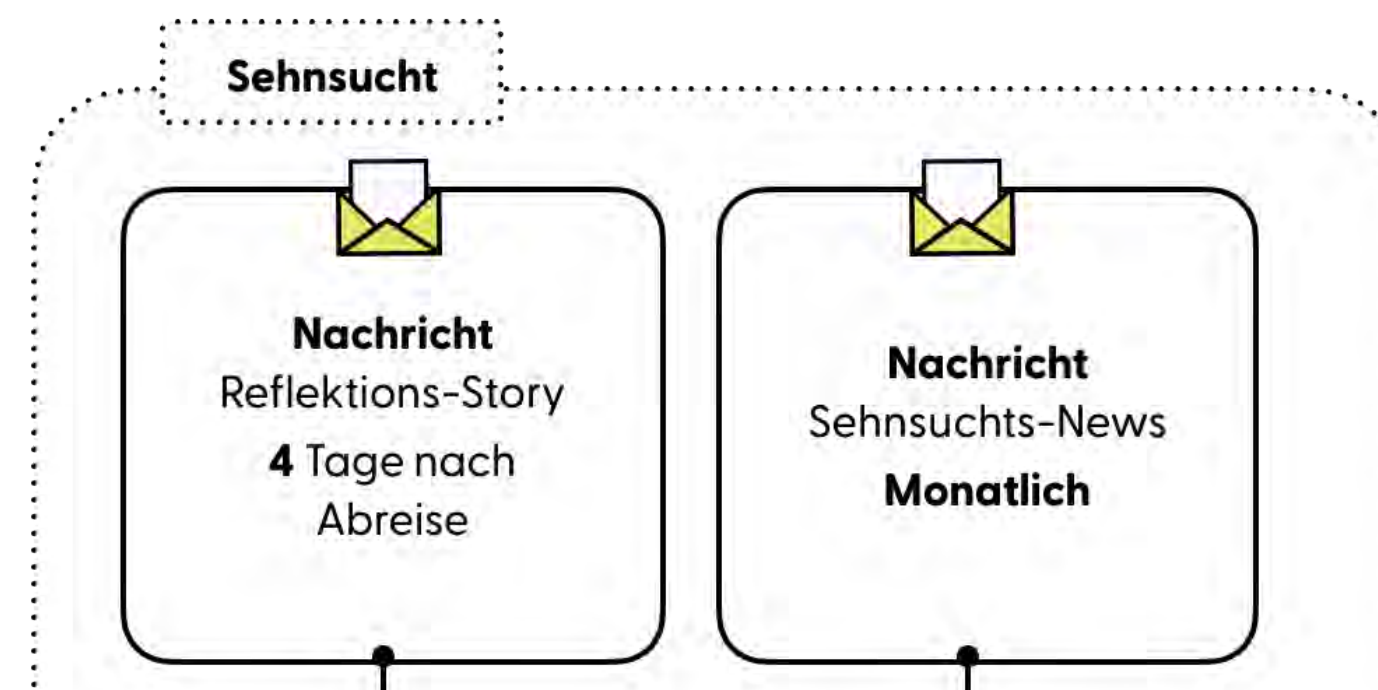 Sehnsucht
Nachricht
Reflektions-Story
4 Tage nach
Abreise
Nachricht
Sehnsuchts-News
Monatlich